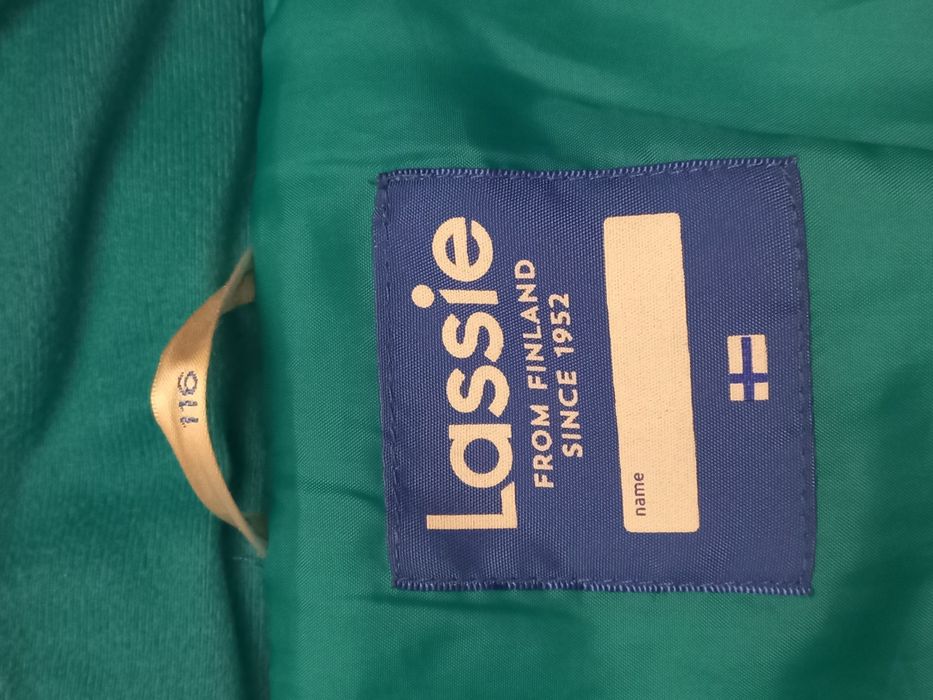 Lassie
FROM FINLAND
SINCE 1952
name
116